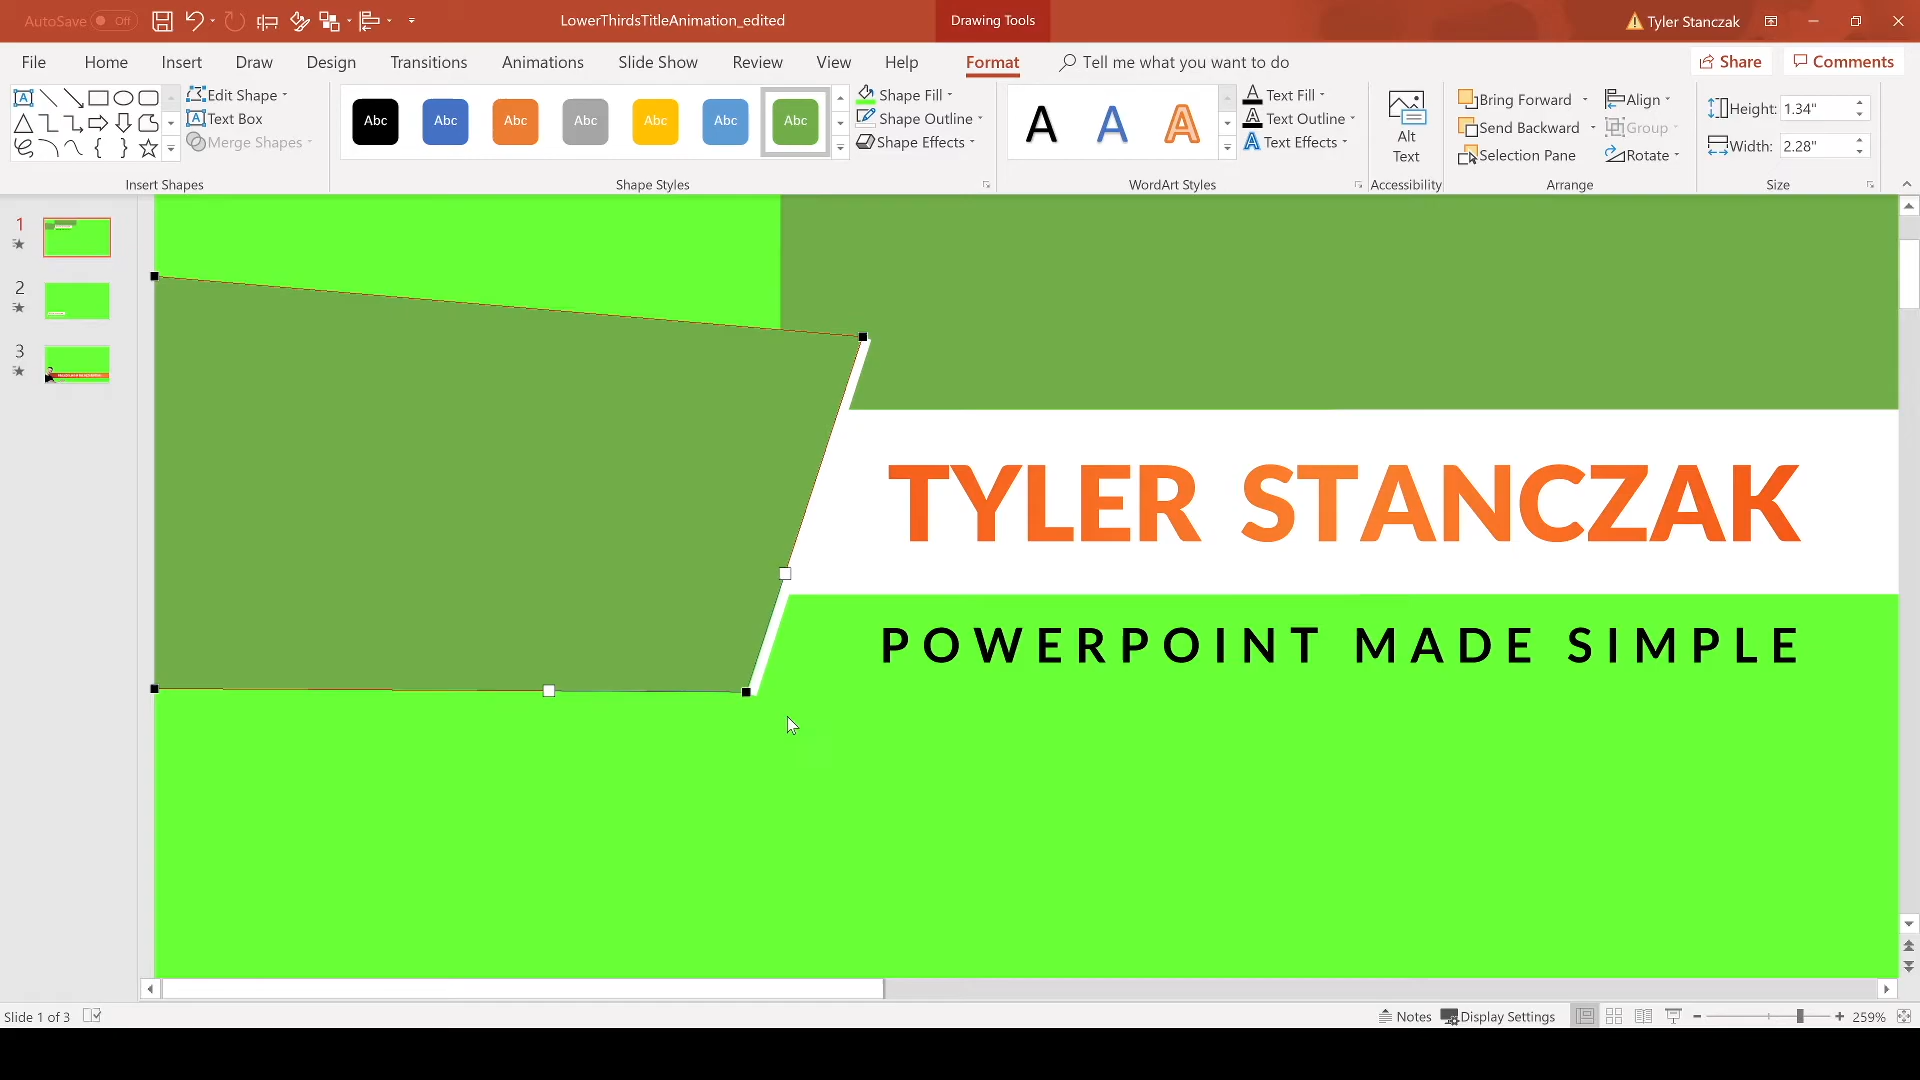 AutoSave Off
LowerThirdsTitleAnimation_edited
Drawing Tools
Tyler Stanczak
File Home Insert Draw Design Transitions Animations Slide Show Review View Help Format Tell me what you want to do Share Comments
Edit Shape
Text Box
Merge Shapes
Insert Shapes
Abc Abc Abc Abc Abc Abc Abc
Shape Styles
Shape Fill
Shape Outline
Shape Effects
A A A
WordArt Styles
Text Fill
Text Outline
Text Effects
Alt
Text
Accessibility
Bring Forward
Send Backward
Selection Pane
Align
Group
Rotate
Arrange
Height: 1.34"
Width: 2.28"
Size
1
2
3
TYLER STANCZAK
POWERPOINT MADE SIMPLE
Slide 1 of 3
Notes Display Settings 259%